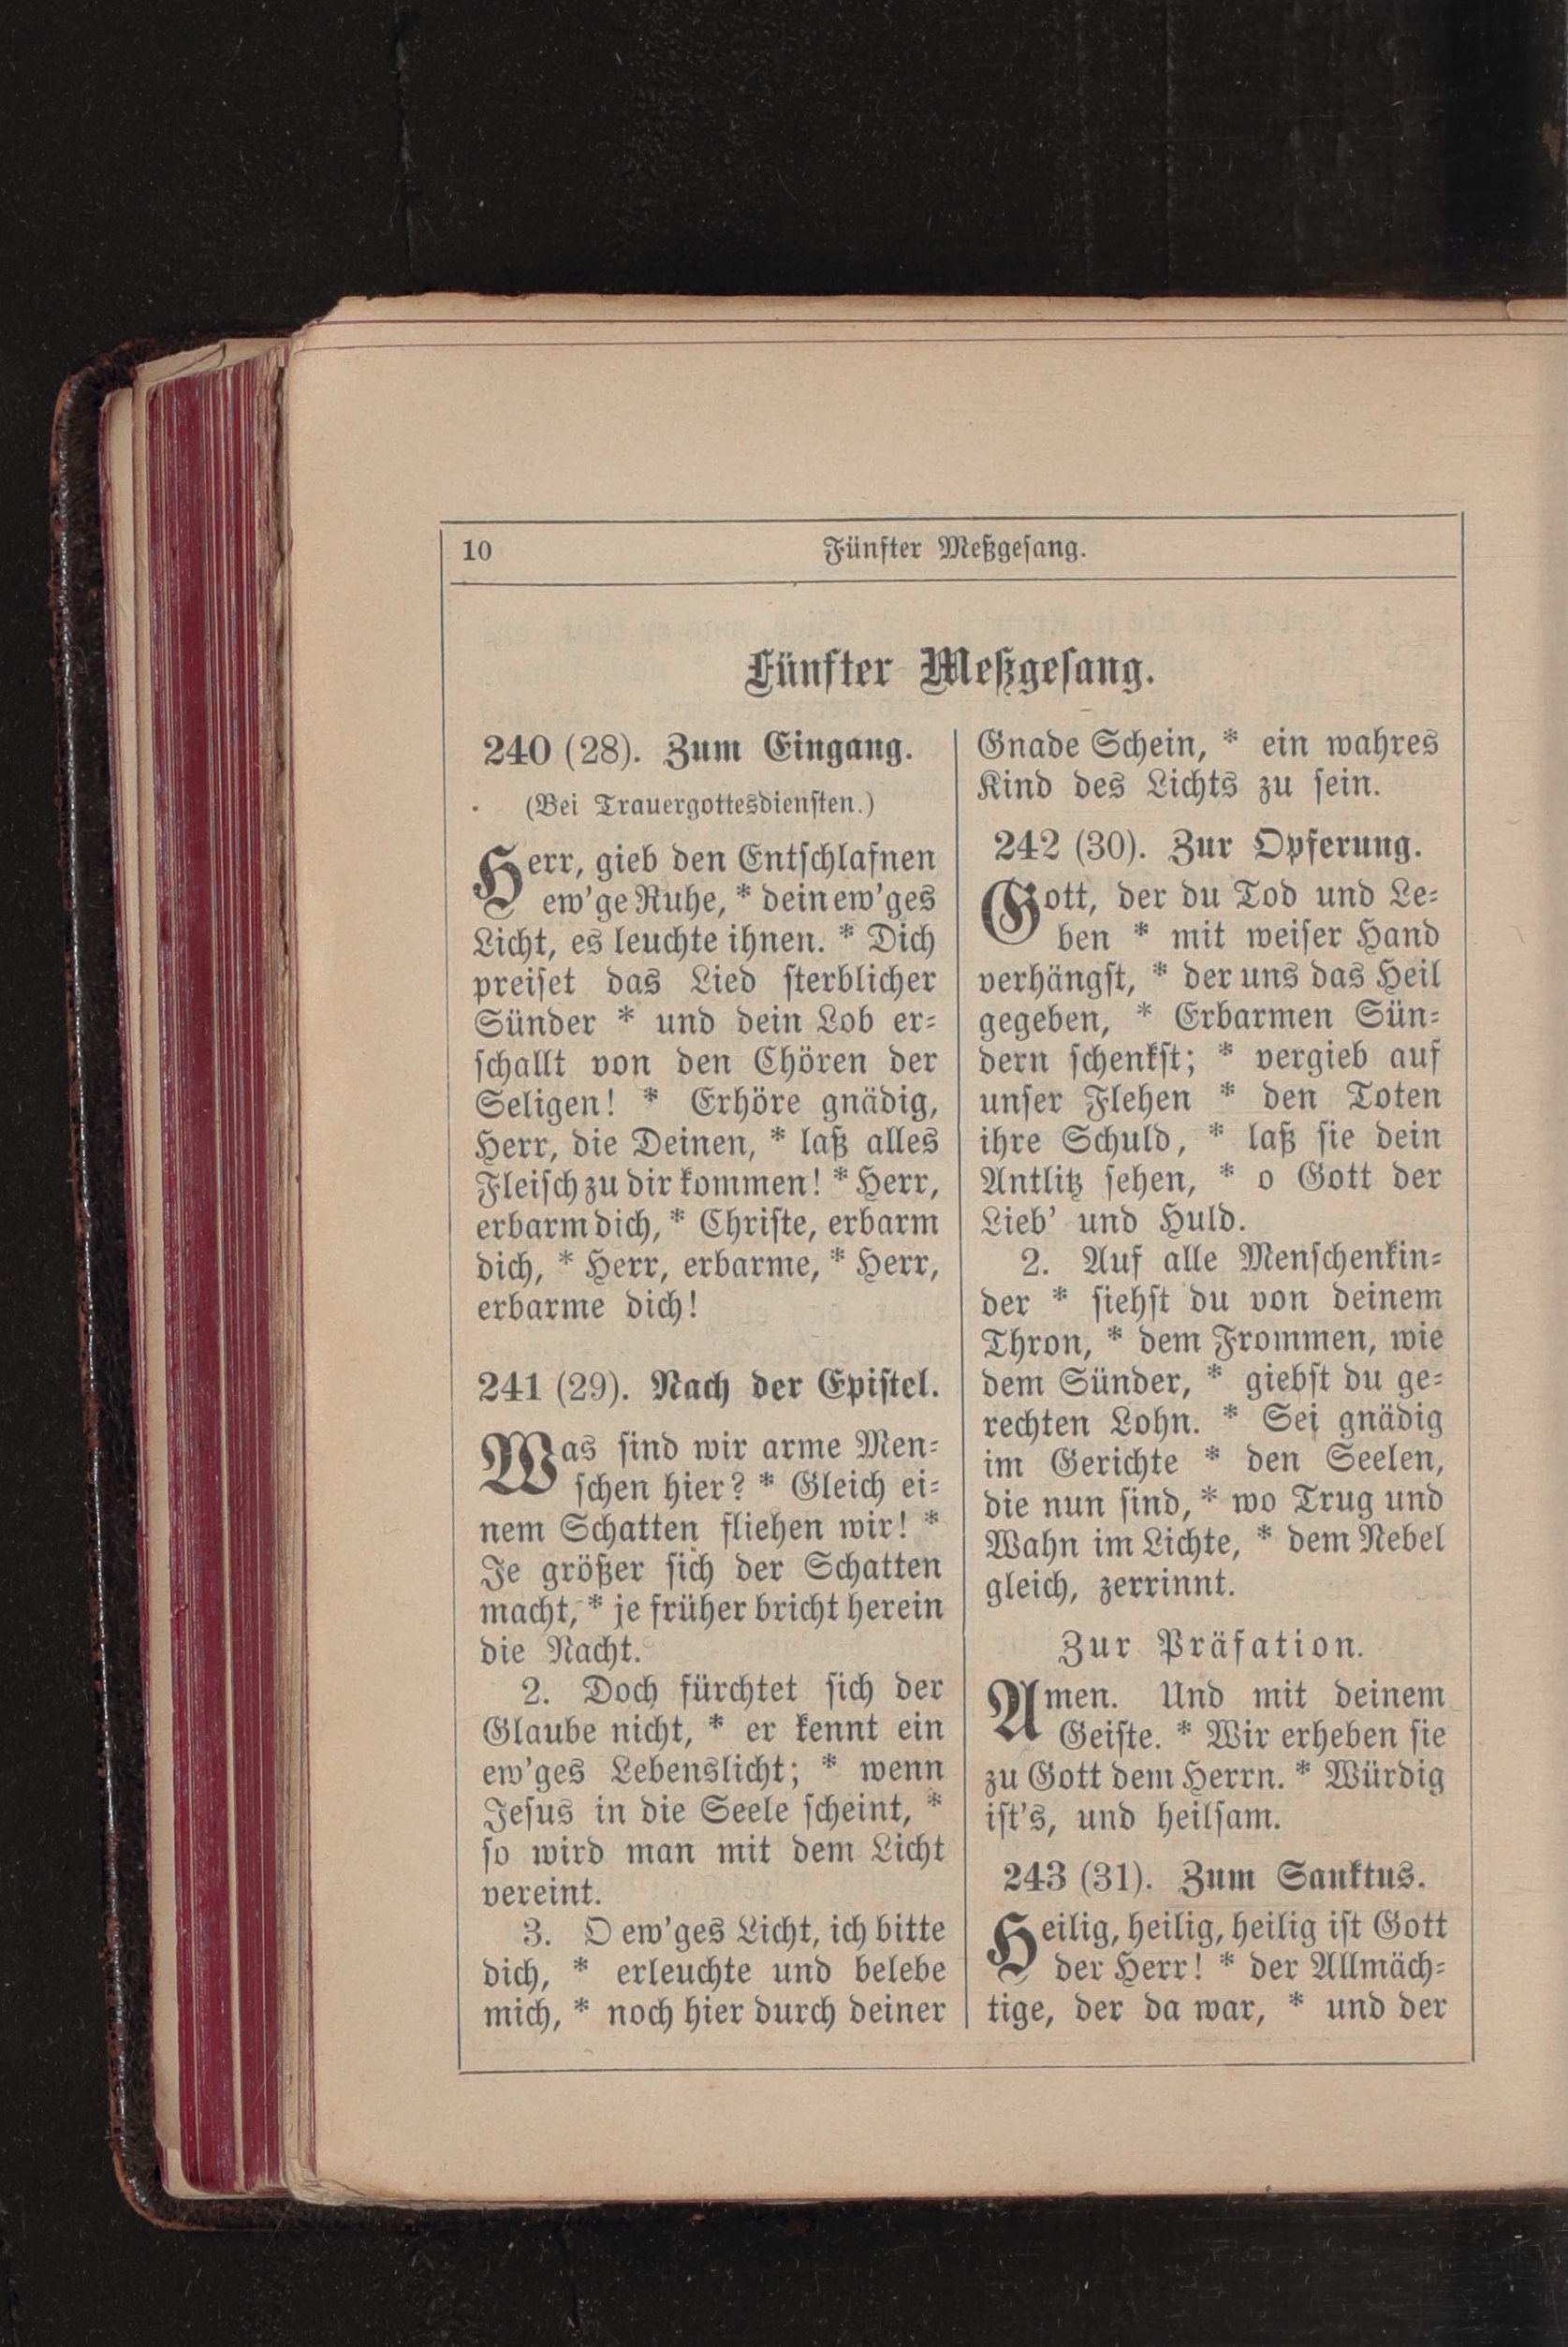 10
Fünfter Meßgesang.
Fünfter Meßgesang.
240 (28). Zum Eingang.
(Bei Trauergottesdiensten.)
Herr, gieb den Entschlafnen
ew'ge Ruhe, * dein ew'ges
Licht, es leuchte ihnen. * Dich
preiset das Lied sterblicher
Sünder * und dein Lob er-
schallt von den Chören der
Seligen! * Erhöre gnädig,
Herr, die Deinen, * laß alles
Fleisch zu dir kommen! * Herr,
erbarm dich, * Christe, erbarm
dich, * Herr, erbarme, * Herr,
erbarme dich!
241 (29). Nach der Epistel.
Was sind wir arme Men-
schen hier? * Gleich ei-
nem Schatten fliehen wir! *
Je größer sich der Schatten
macht, * je früher bricht herein
die Nacht.
2. Doch fürchtet sich der
Glaube nicht, * er kennt ein
ew'ges Lebenslicht; * wenn
Jesus in die Seele scheint, *
so wird man mit dem Licht
vereint.
3. O ew'ges Licht, ich bitte
dich, * erleuchte und belebe
mich, * noch hier durch deiner
Gnade Schein, * ein wahres
Kind des Lichts zu sein.
242 (30). Zur Opferung.
Gott, der du Tod und Le-
ben * mit weiser Hand
verhängst, * der uns das Heil
gegeben, * Erbarmen Sün-
dern schenkst; * vergieb auf
unser Flehen * den Toten
ihre Schuld, * laß sie dein
Antlitz sehen, * o Gott der
Lieb' und Huld.
2. Auf alle Menschenkin-
der * siehst du von deinem
Thron, * dem Frommen, wie
dem Sünder, * giebst du ge-
rechten Lohn. * Sei gnädig
im Gerichte * den Seelen,
die nun sind, * wo Trug und
Wahn im Lichte, * dem Nebel
gleich, zerrinnt.
Zur Präfation.
Amen. Und mit deinem
Geiste. * Wir erheben sie
zu Gott dem Herrn. * Würdig
ist's, und heilsam.
243 (31). Zum Sanktus.
Heilig, heilig, heilig ist Gott
der Herr! * der Allmäch-
tige, der da war, * und der